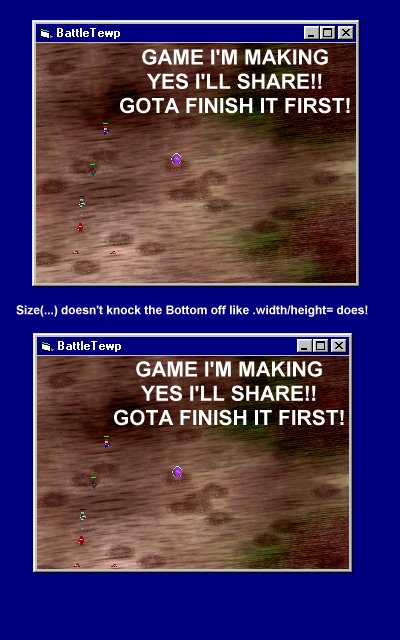 BattleTewp
GAME I'M MAKING
YES I'LL SHARE!!
GOTA FINISH IT FIRST!
Size(...) doesn't knock the Bottom off like .width/height= does!
BattleTewp
GAME I'M MAKING
YES I'LL SHARE!!
GOTA FINISH IT FIRST!